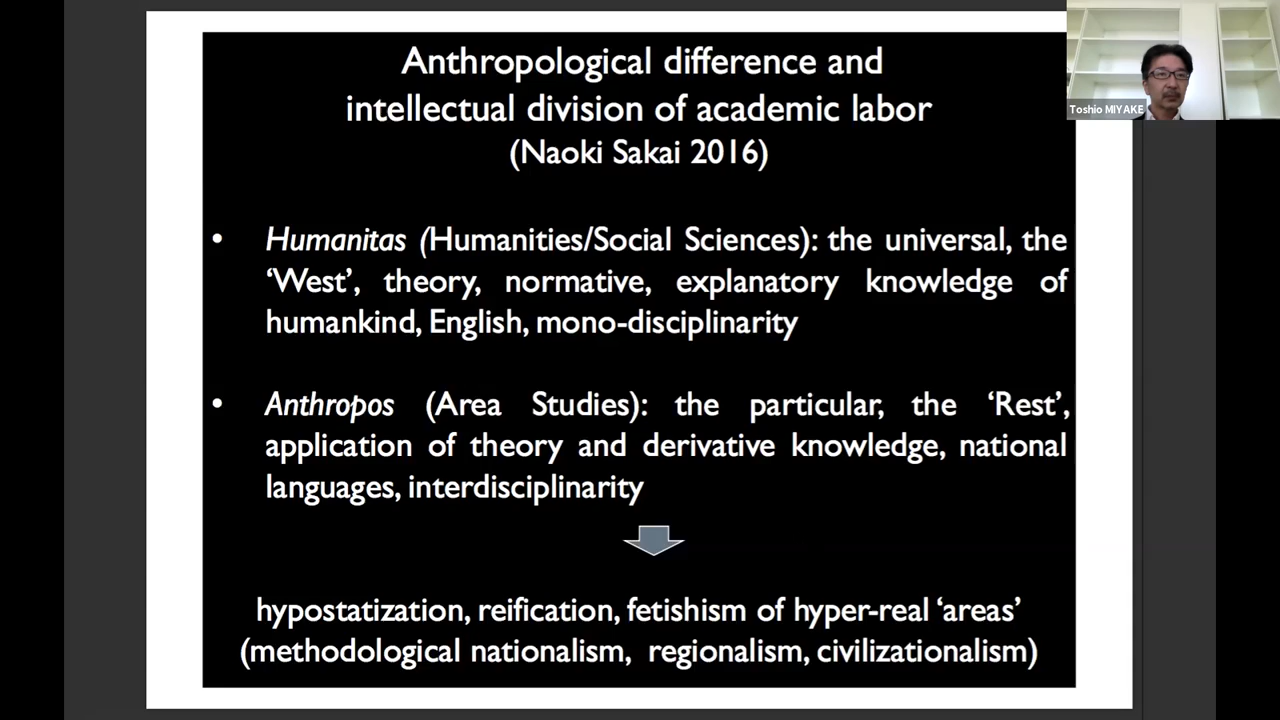 Anthropological difference and
intellectual division of academic labor
(Naoki Sakai 2016)
• Humanitas (Humanities/Social Sciences): the universal, the
‘West’, theory, normative, explanatory knowledge of
humankind, English, mono-disciplinarity
• Anthropos (Area Studies): the particular, the ‘Rest’,
application of theory and derivative knowledge, national
languages, interdisciplinarity
hypostatization, reification, fetishism of hyper-real ‘areas’
(methodological nationalism, regionalism, civilizationalism)
Toshio MIYAKE